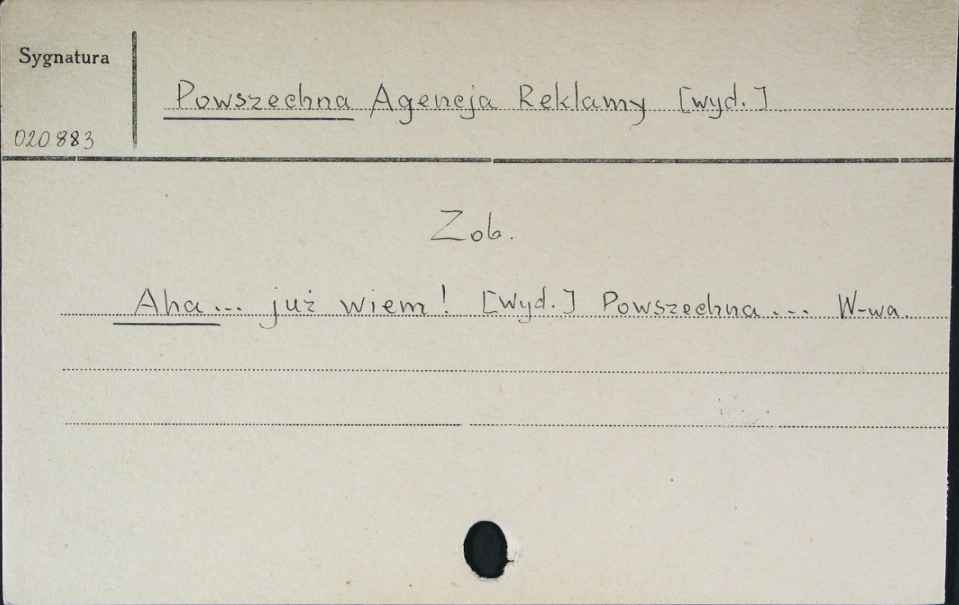 Sygnatura
Powszechna Agencja Reklamy [wyd.]
020883
Zob.
Aha... już wiem! [Wyd.] Powszechna... W-wa.